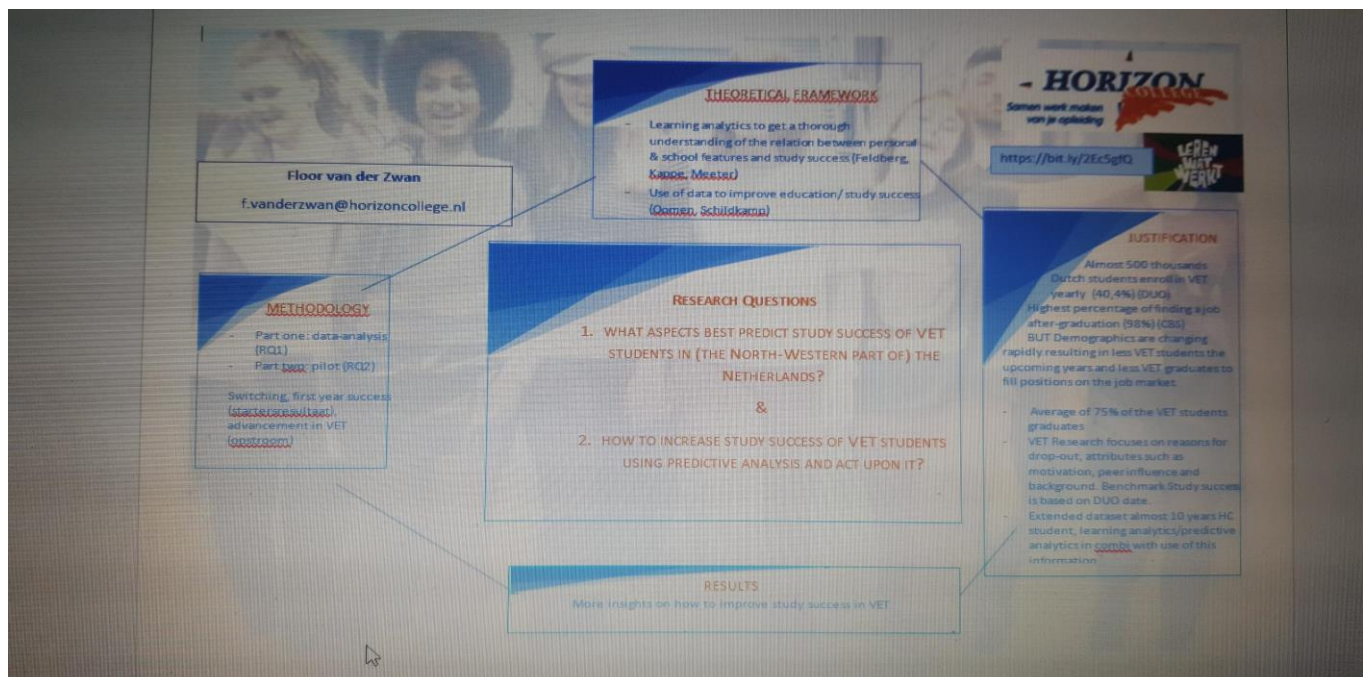 THEORETICAL FRAMEWORK
- Learning analytics to get a thorough
understanding of the relation between personal
& school features and study success (Feldberg,
Kappe, Meeter)
- Use of data to improve education/ study success
(Oomen, Schildkamp)
HORIZON
COLLEGE
Samen werk maken
van je opleiding
https://bit.ly/2Ec5gfQ
LEREN
WAT
WERKT
Floor van der Zwan
f.vanderzwan@horizoncollege.nl
METHODOLOGY
- Part one: data-analysis
(RQ1)
- Part two: pilot (RQ2)
Switching, first year success
(startersresultaat),
advancement in VET
(opstroom)
RESEARCH QUESTIONS
1. WHAT ASPECTS BEST PREDICT STUDY SUCCESS OF VET
STUDENTS IN (THE NORTH-WESTERN PART OF) THE
NETHERLANDS?
&
2. HOW TO INCREASE STUDY SUCCESS OF VET STUDENTS
USING PREDICTIVE ANALYSIS AND ACT UPON IT?
JUSTIFICATION
Almost 500 thousands
Dutch students enroll in VET
yearly (40,4%) (DUO)
Highest percentage of finding a job
after-graduation (98%) (CBS)
BUT Demographics are changing
rapidly resulting in less VET students the
upcoming years and less VET graduates to
fill positions on the job market.
- Average of 75% of the VET students
graduates
- VET Research focuses on reasons for
drop-out, attributes such as
motivation, peer influence and
background. Benchmark Study success
is based on DUO date.
- Extended dataset almost 10 years HC
student, learning analytics/predictive
analytics in combi with use of this
information
RESULTS
More insights on how to improve study success in VET